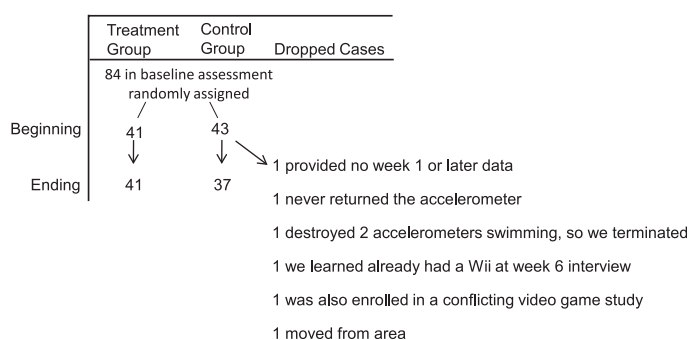 Treatment Group
Control Group
Dropped Cases
84 in baseline assessment
randomly assigned
Beginning 41 43
1 provided no week 1 or later data
Ending 41 37
1 never returned the accelerometer
1 destroyed 2 accelerometers swimming, so we terminated
1 we learned already had a Wii at week 6 interview
1 was also enrolled in a conflicting video game study
1 moved from area